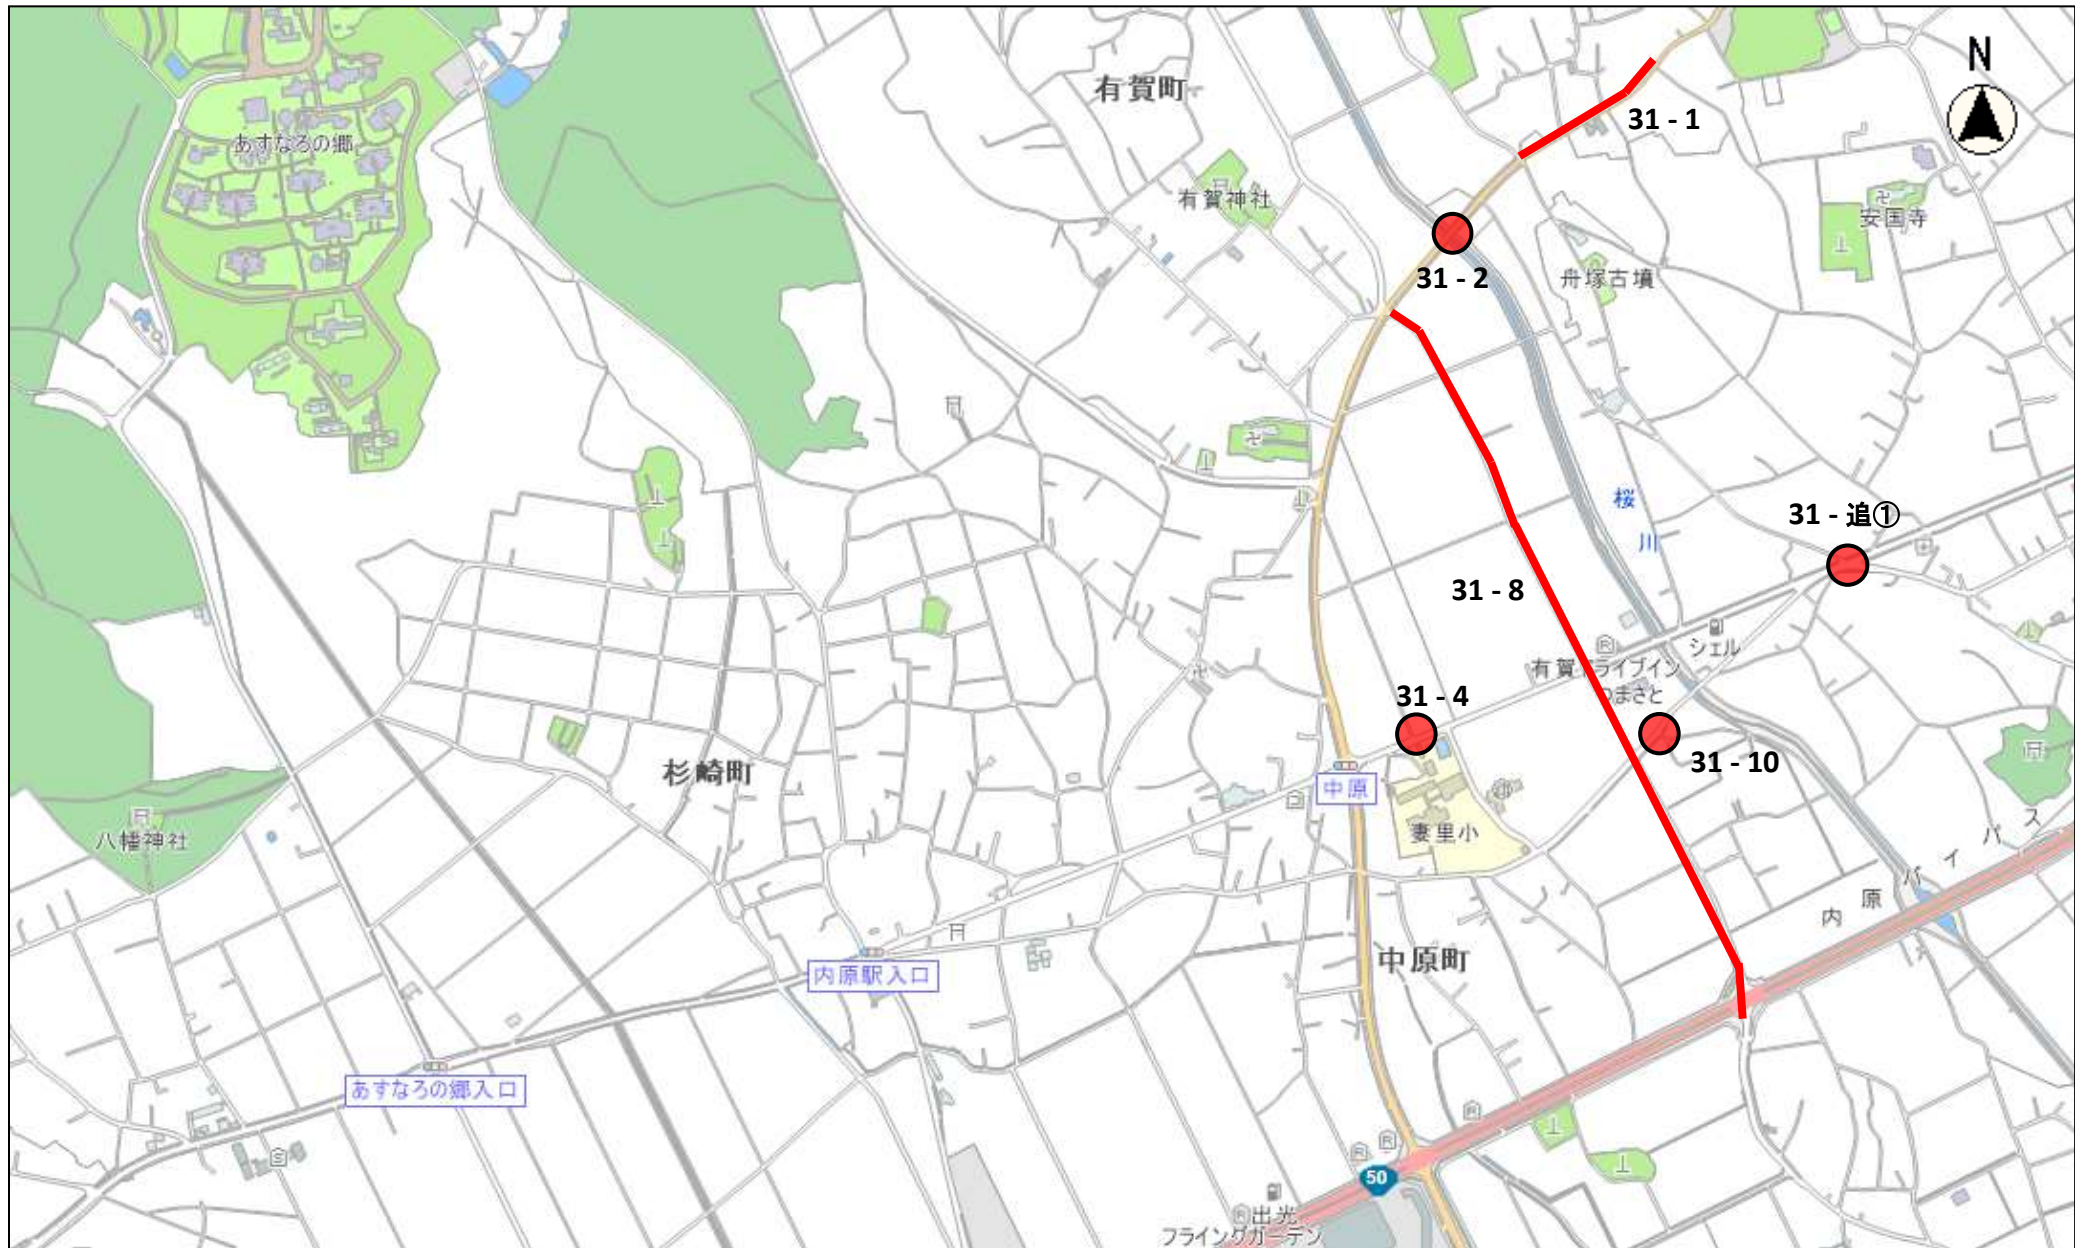 N
有賀町
31 - 1
あすなろの郷
有賀神社
安国寺
31 - 2
舟塚古墳
桜
川
31 - 追①
31 - 8
シェル
有賀ドライブイン
つまさと
31 - 4
31 - 10
杉崎町
中原
妻里小
八幡神社
内原バイパス
中原町
内原駅入口
あすなろの郷入口
50
出光
フライングガーデン